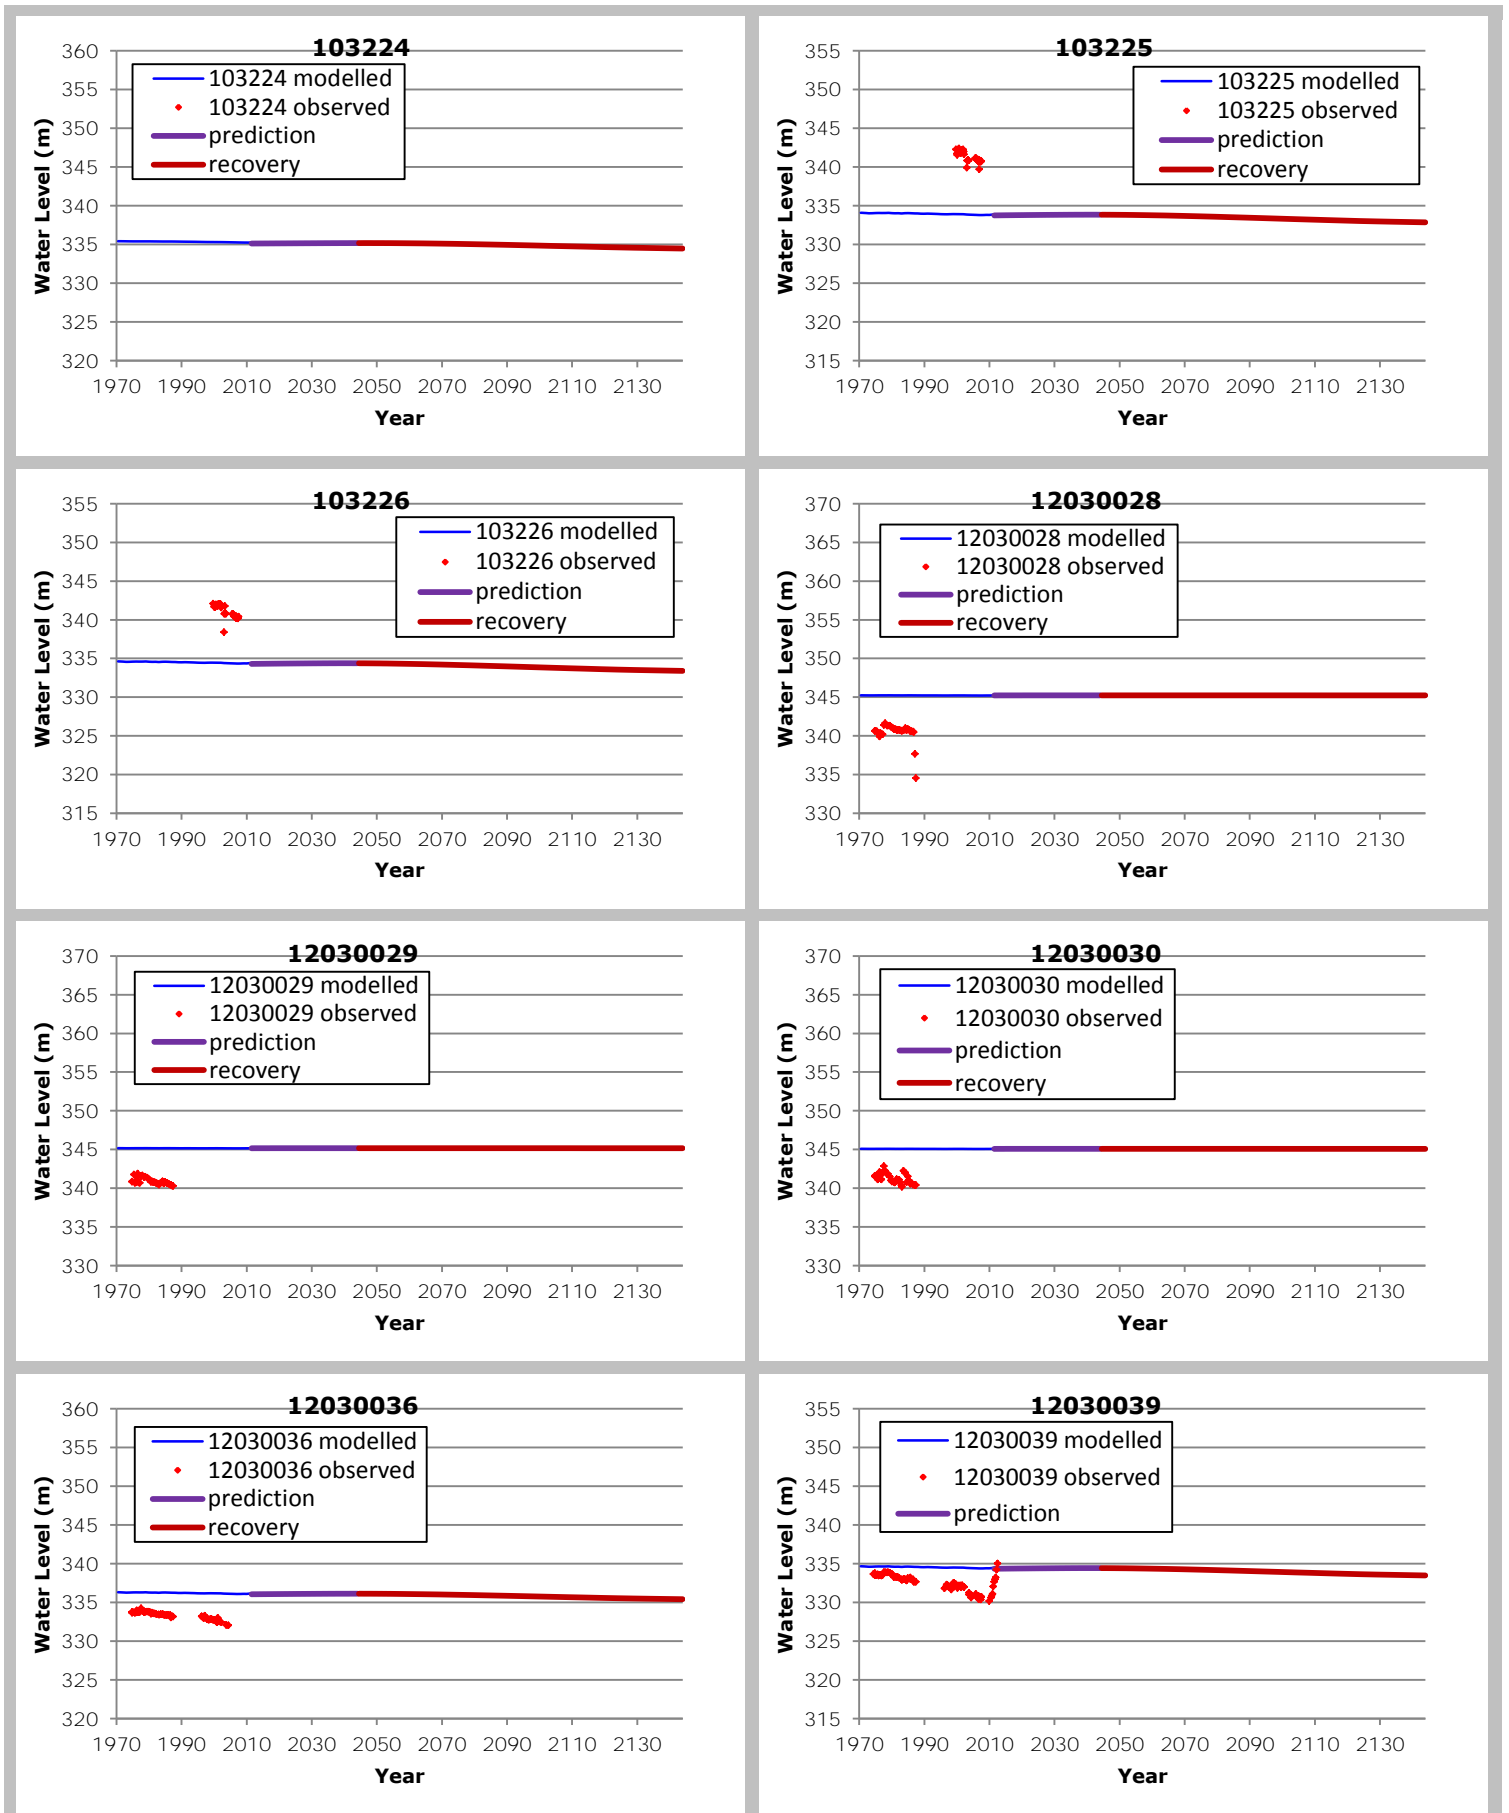 103224
360
355
350
345
340
335
330
325
320
Water Level (m)
103224 modelled
103224 observed
prediction
recovery
1970 1990 2010 2030 2050 2070 2090 2110 2130
Year
103225
355
350
345
340
335
330
325
320
315
Water Level (m)
103225 modelled
103225 observed
prediction
recovery
1970 1990 2010 2030 2050 2070 2090 2110 2130
Year
103226
355
350
345
340
335
330
325
320
315
Water Level (m)
103226 modelled
103226 observed
prediction
recovery
1970 1990 2010 2030 2050 2070 2090 2110 2130
Year
12030028
370
365
360
355
350
345
340
335
330
Water Level (m)
12030028 modelled
12030028 observed
prediction
recovery
1970 1990 2010 2030 2050 2070 2090 2110 2130
Year
12030029
370
365
360
355
350
345
340
335
330
Water Level (m)
12030029 modelled
12030029 observed
prediction
recovery
1970 1990 2010 2030 2050 2070 2090 2110 2130
Year
12030030
370
365
360
355
350
345
340
335
330
Water Level (m)
12030030 modelled
12030030 observed
prediction
recovery
1970 1990 2010 2030 2050 2070 2090 2110 2130
Year
12030036
360
355
350
345
340
335
330
325
320
Water Level (m)
12030036 modelled
12030036 observed
prediction
recovery
1970 1990 2010 2030 2050 2070 2090 2110 2130
Year
12030039
355
350
345
340
335
330
325
320
315
Water Level (m)
12030039 modelled
12030039 observed
prediction
1970 1990 2010 2030 2050 2070 2090 2110 2130
Year